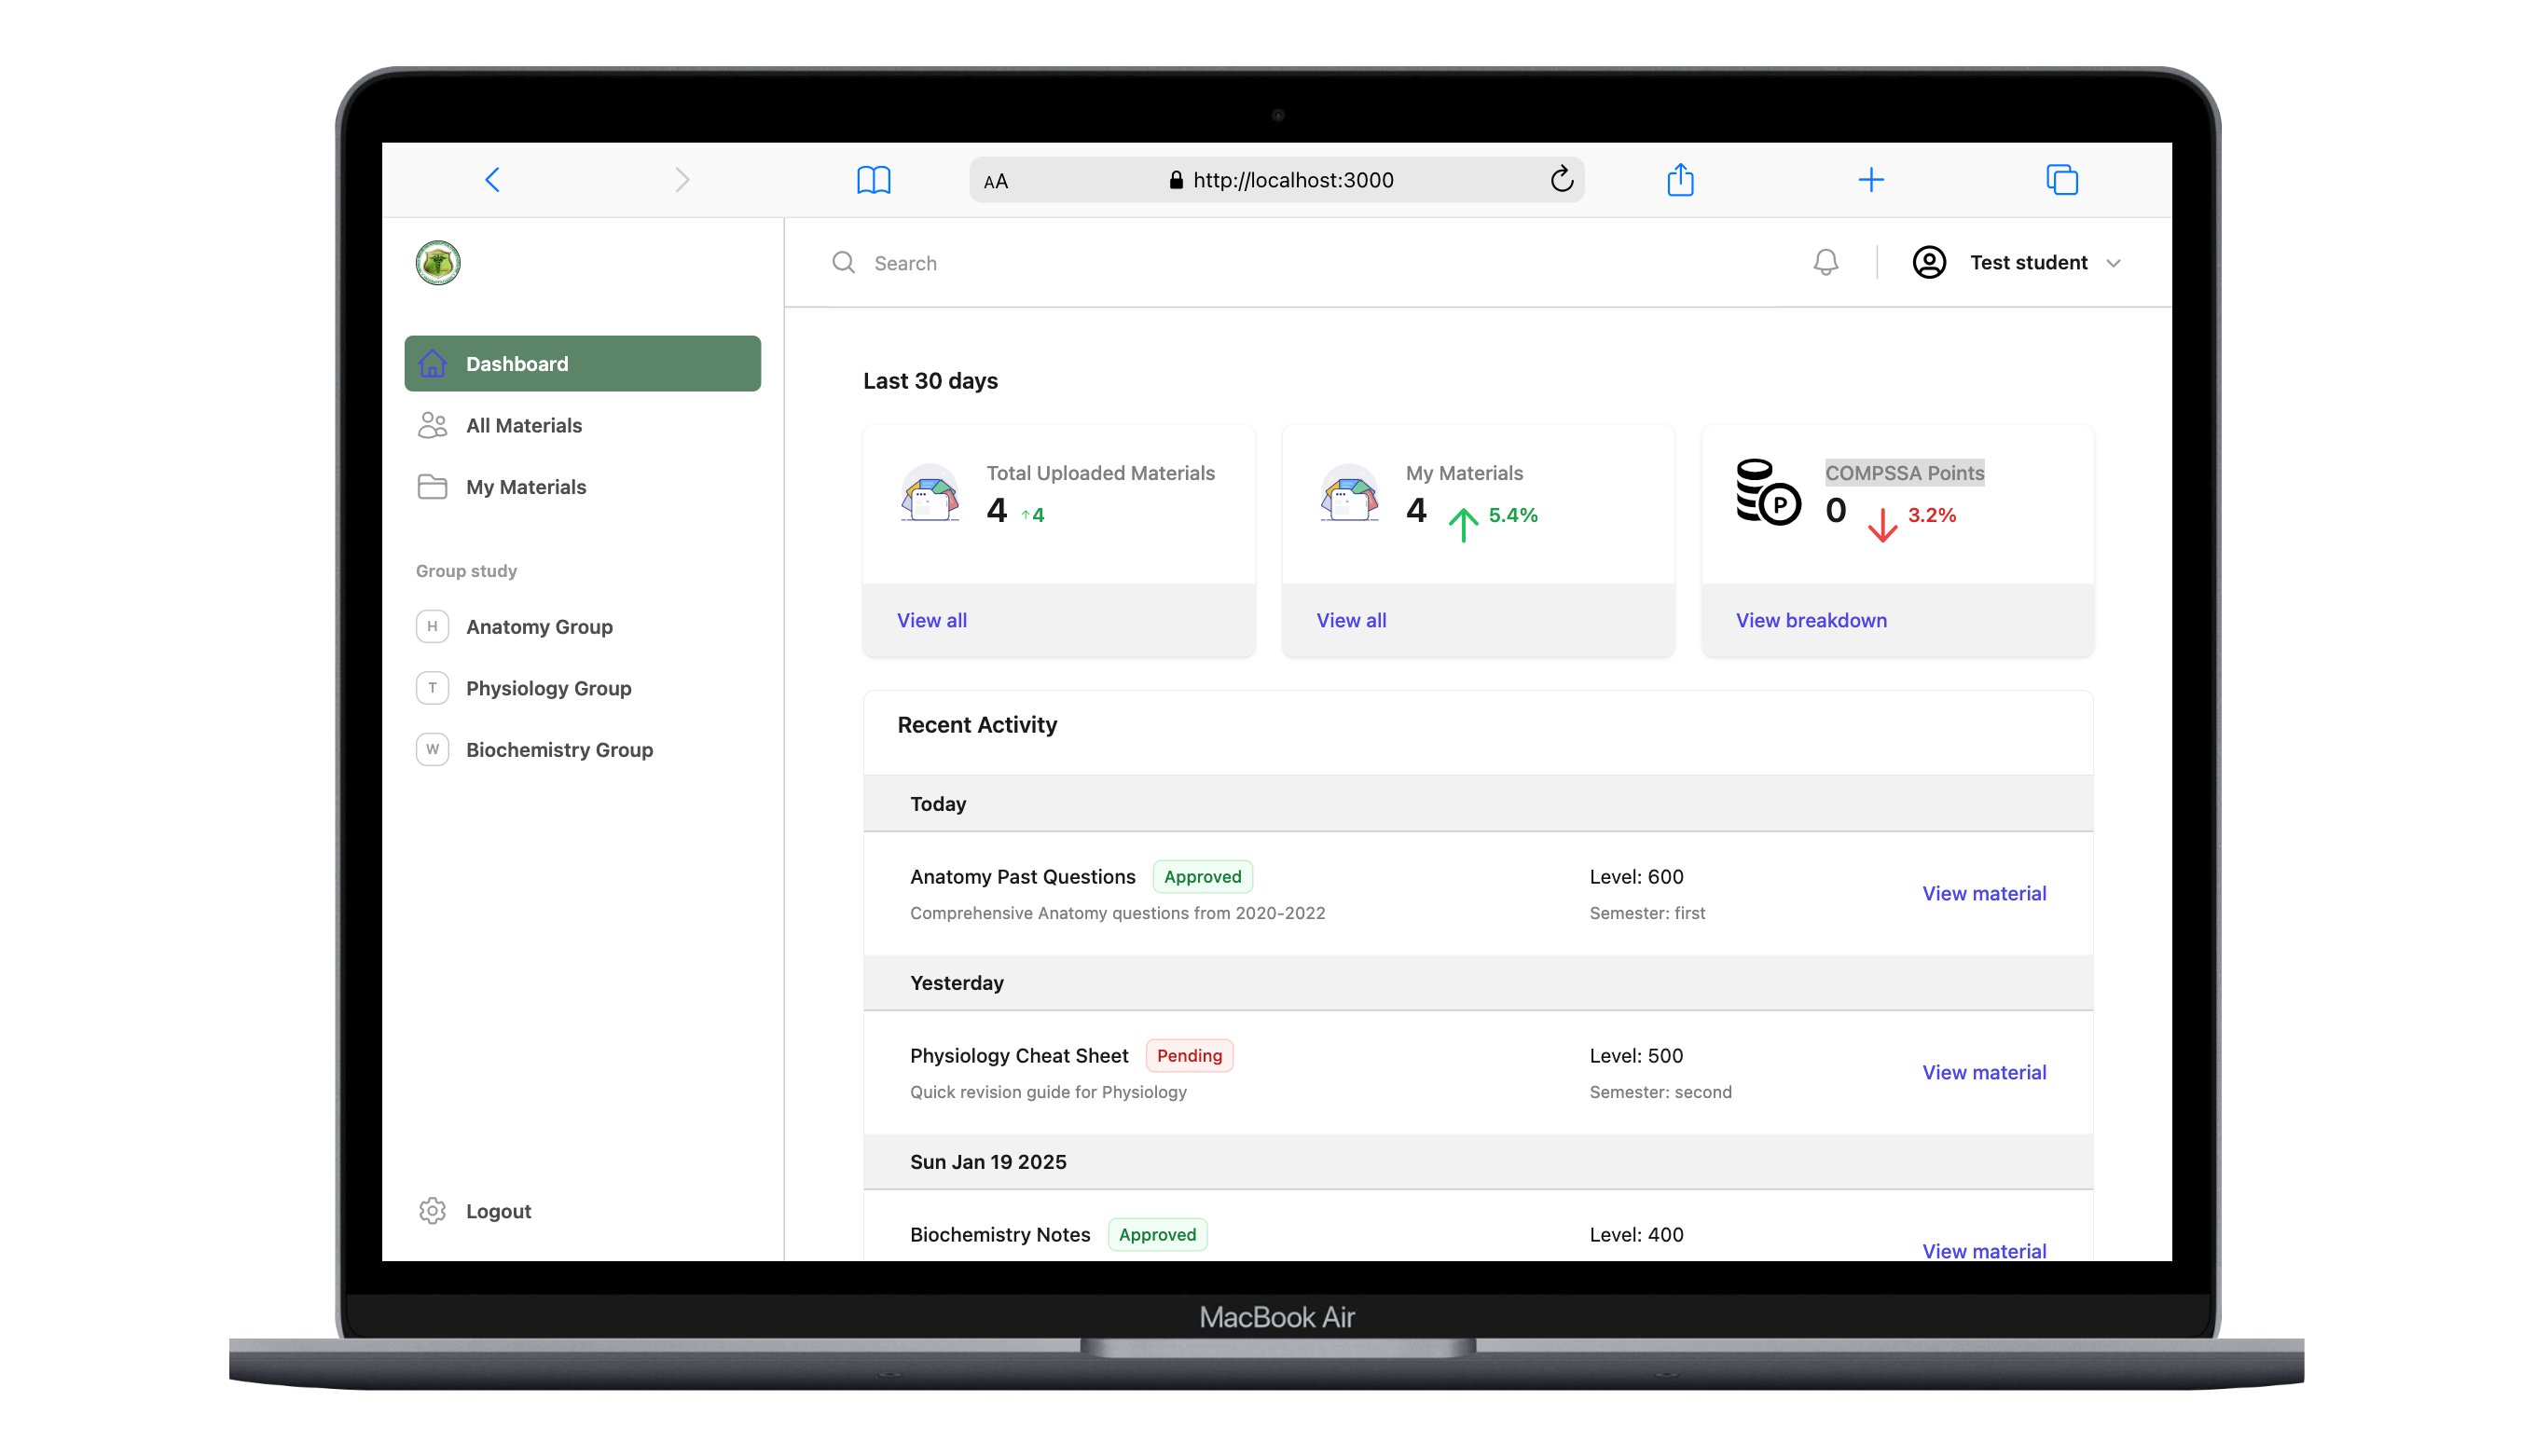 AA
http://localhost:3000
Search
Test student
Dashboard
All Materials
My Materials
Group study
H Anatomy Group
T Physiology Group
W Biochemistry Group
Logout
Last 30 days
Total Uploaded Materials
4 ↑4
View all
My Materials
4 ↑ 5.4%
View all
P
COMPSSA Points
0 ↓ 3.2%
View breakdown
Recent Activity
Today
Anatomy Past Questions Approved
Comprehensive Anatomy questions from 2020-2022
Level: 600
Semester: first
View material
Yesterday
Physiology Cheat Sheet Pending
Quick revision guide for Physiology
Level: 500
Semester: second
View material
Sun Jan 19 2025
Biochemistry Notes Approved
Level: 400
View material
MacBook Air